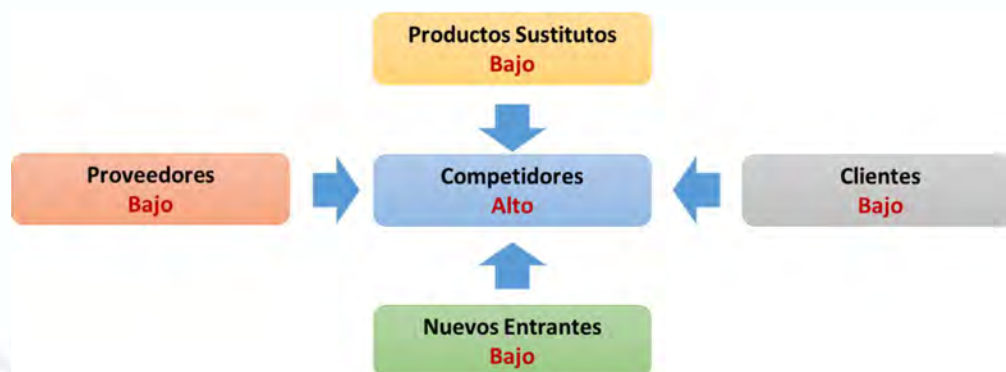 Productos Sustitutos
Bajo
Proveedores
Bajo
Competidores
Alto
Clientes
Bajo
Nuevos Entrantes
Bajo